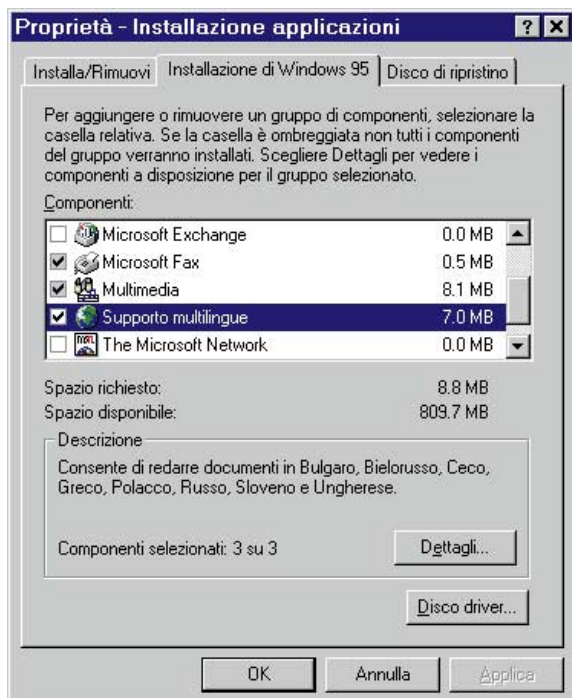 Proprietà - Installazione applicazioni
Installa/Rimuovi
Installazione di Windows 95
Disco di ripristino
Per aggiungere o rimuovere un gruppo di componenti, selezionare la
casella relativa. Se la casella è ombreggiata non tutti i componenti
del gruppo verranno installati. Scegliere Dettagli per vedere i
componenti a disposizione per il gruppo selezionato.
Componenti:
Microsoft Exchange 0.0 MB
Microsoft Fax 0.5 MB
Multimedia 8.1 MB
Supporto multilingue 7.0 MB
The Microsoft Network 0.0 MB
Spazio richiesto: 8.8 MB
Spazio disponibile: 809.7 MB
Descrizione
Consente di redarre documenti in Bulgaro, Bielorusso, Ceco,
Greco, Polacco, Russo, Sloveno e Ungherese.
Componenti selezionati: 3 su 3
Dettagli...
Disco driver...
OK
Annulla
Applica